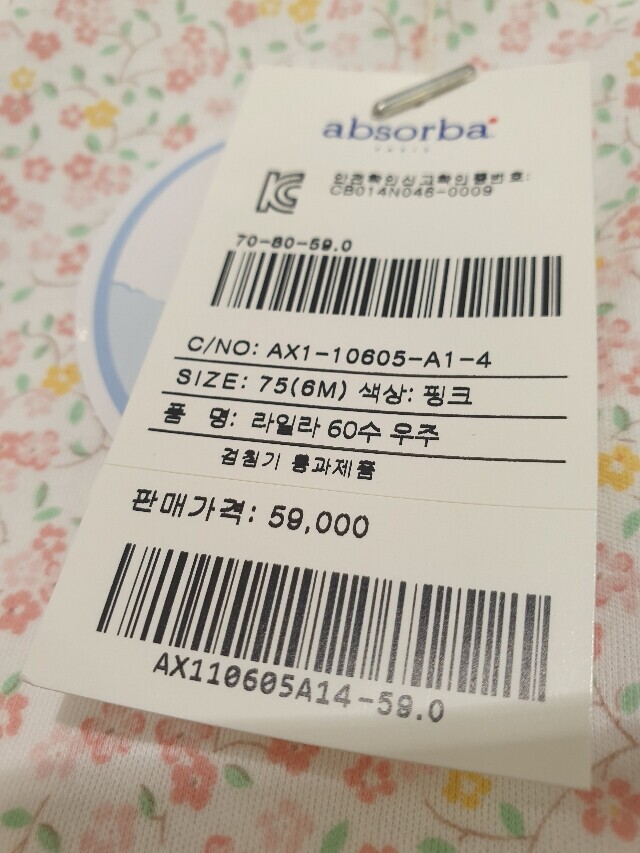 absorba
PARIS
안전확인신고확인증번호:
CB014N046-0009
70-80-59.0
C/NO: AX1-10605-A1-4
SIZE: 75(6M) 색상: 핑크
품 명: 라일라 60수 우주
검침기 통과제품
판매가격: 59,000
AX110605A14-59.0